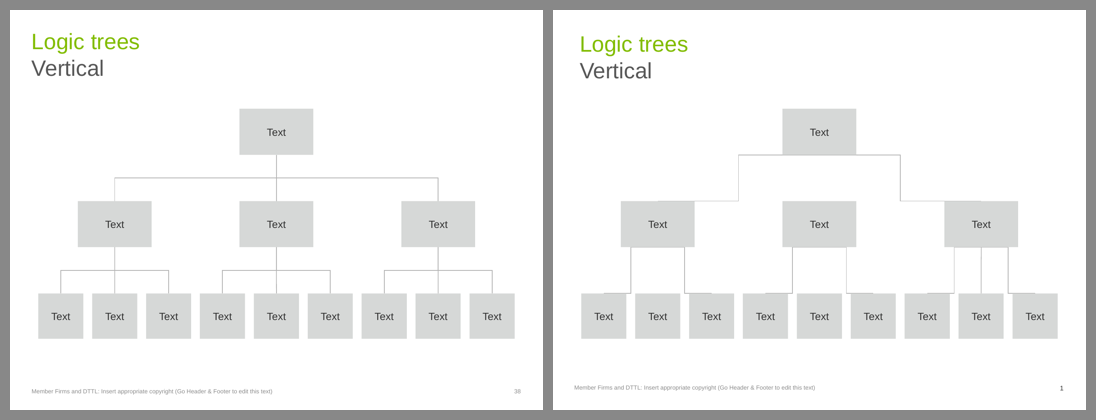 Logic trees
Vertical
Text
Text Text Text
Text Text Text Text Text Text Text Text Text
Member Firms and DTTL: Insert appropriate copyright (Go Header & Footer to edit this text) 38
Logic trees
Vertical
Text
Text Text Text
Text Text Text Text Text Text Text Text Text
Member Firms and DTTL: Insert appropriate copyright (Go Header & Footer to edit this text) 1